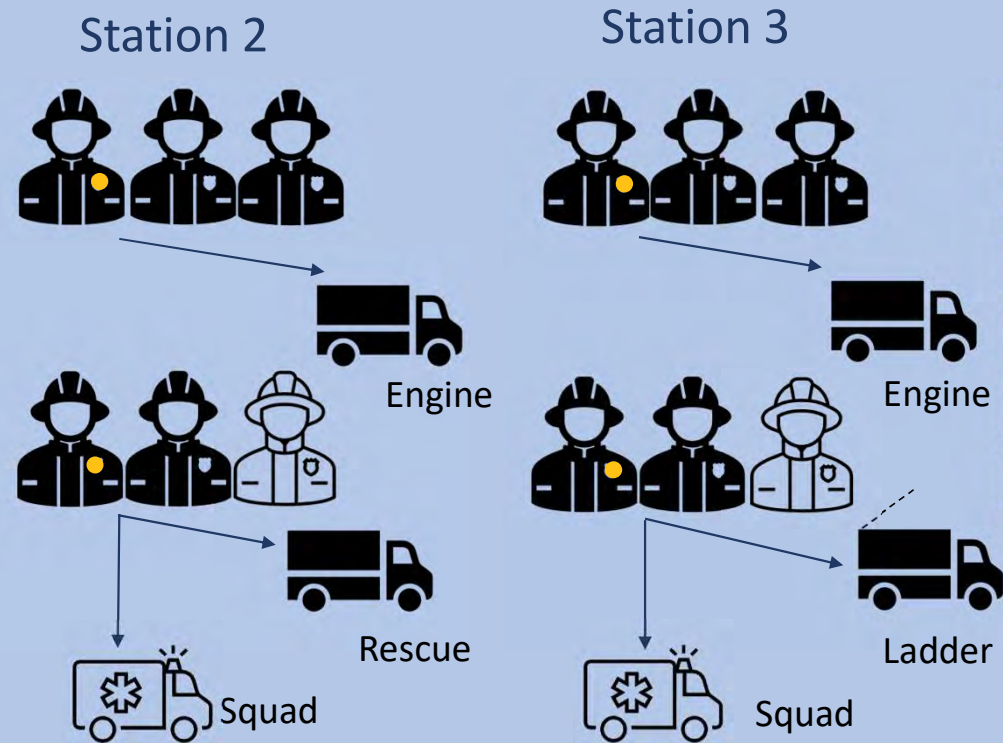 Station 2
Station 3
Engine
Engine
Rescue
Ladder
Squad
Squad